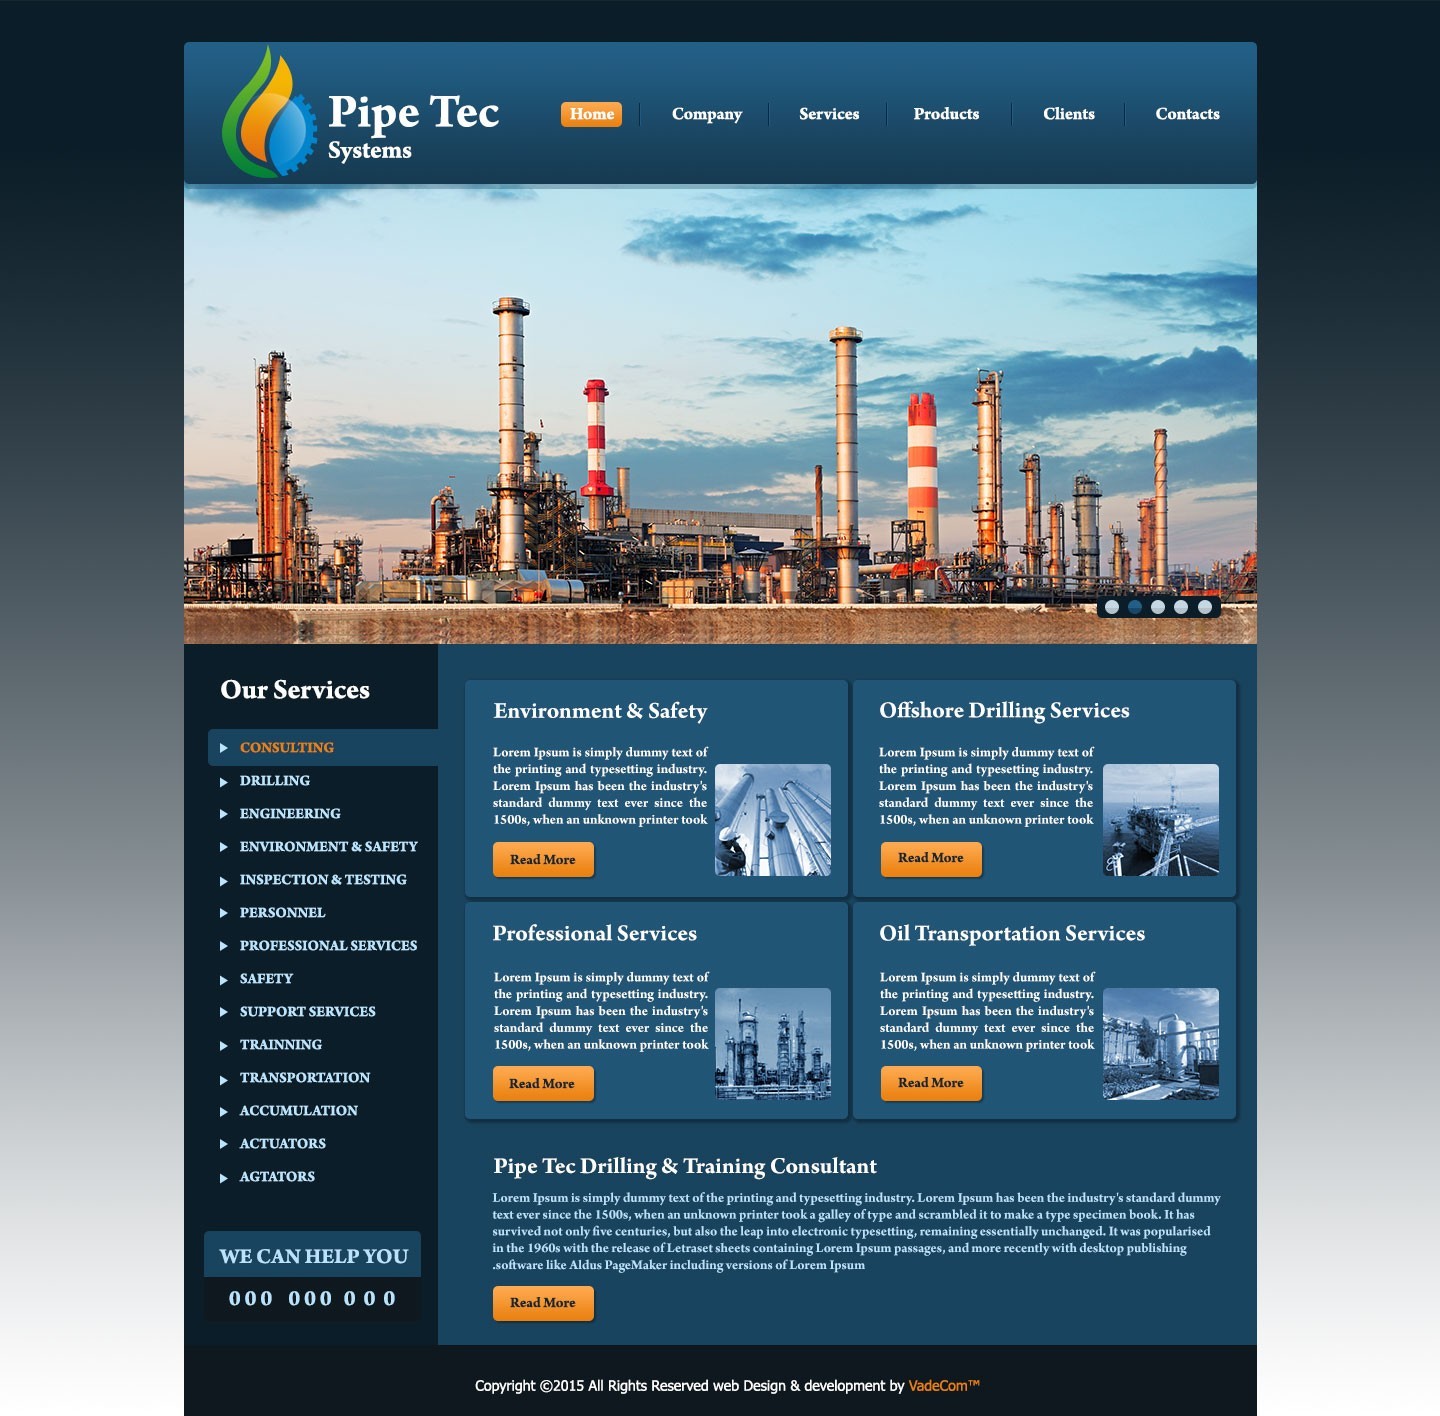 Pipe Tec
Systems
Home Company Services Products Clients Contacts
Our Services
CONSULTING
DRILLING
ENGINEERING
ENVIRONMENT & SAFETY
INSPECTION & TESTING
PERSONNEL
PROFESSIONAL SERVICES
SAFETY
SUPPORT SERVICES
TRAINNING
TRANSPORTATION
ACCUMULATION
ACTUATORS
AGTATORS
WE CAN HELP YOU
000 000 0 0 0
Environment & Safety
Lorem Ipsum is simply dummy text of
the printing and typesetting industry.
Lorem Ipsum has been the industry's
standard dummy text ever since the
1500s, when an unknown printer took
Read More
Offshore Drilling Services
Lorem Ipsum is simply dummy text of
the printing and typesetting industry.
Lorem Ipsum has been the industry's
standard dummy text ever since the
1500s, when an unknown printer took
Read More
Professional Services
Lorem Ipsum is simply dummy text of
the printing and typesetting industry.
Lorem Ipsum has been the industry's
standard dummy text ever since the
1500s, when an unknown printer took
Read More
Oil Transportation Services
Lorem Ipsum is simply dummy text of
the printing and typesetting industry.
Lorem Ipsum has been the industry's
standard dummy text ever since the
1500s, when an unknown printer took
Read More
Pipe Tec Drilling & Training Consultant
Lorem Ipsum is simply dummy text of the printing and typesetting industry. Lorem Ipsum has been the industry's standard dummy
text ever since the 1500s, when an unknown printer took a galley of type and scrambled it to make a type specimen book. It has
survived not only five centuries, but also the leap into electronic typesetting, remaining essentially unchanged. It was popularised
in the 1960s with the release of Letraset sheets containing Lorem Ipsum passages, and more recently with desktop publishing
.software like Aldus PageMaker including versions of Lorem Ipsum
Read More
Copyright ©2015 All Rights Reserved web Design & development by VadeCom™